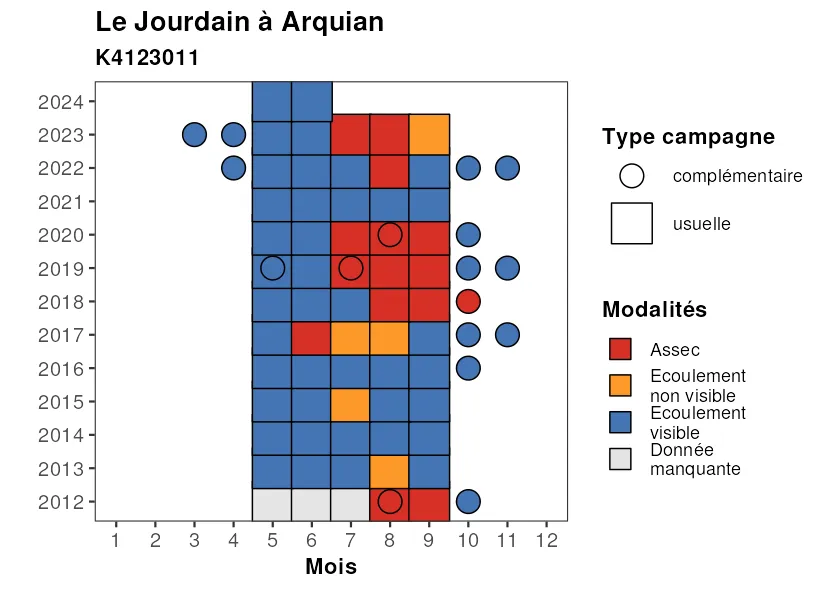 Le Jourdain à Arquian
K4123011
2024
2023
2022
2021
2020
2019
2018
2017
2016
2015
2014
2013
2012
1 2 3 4 5 6 7 8 9 10 11 12
Mois
Type campagne
complémentaire
usuelle
Modalités
Assec
Ecoulement
non visible
Ecoulement
visible
Donnée
manquante